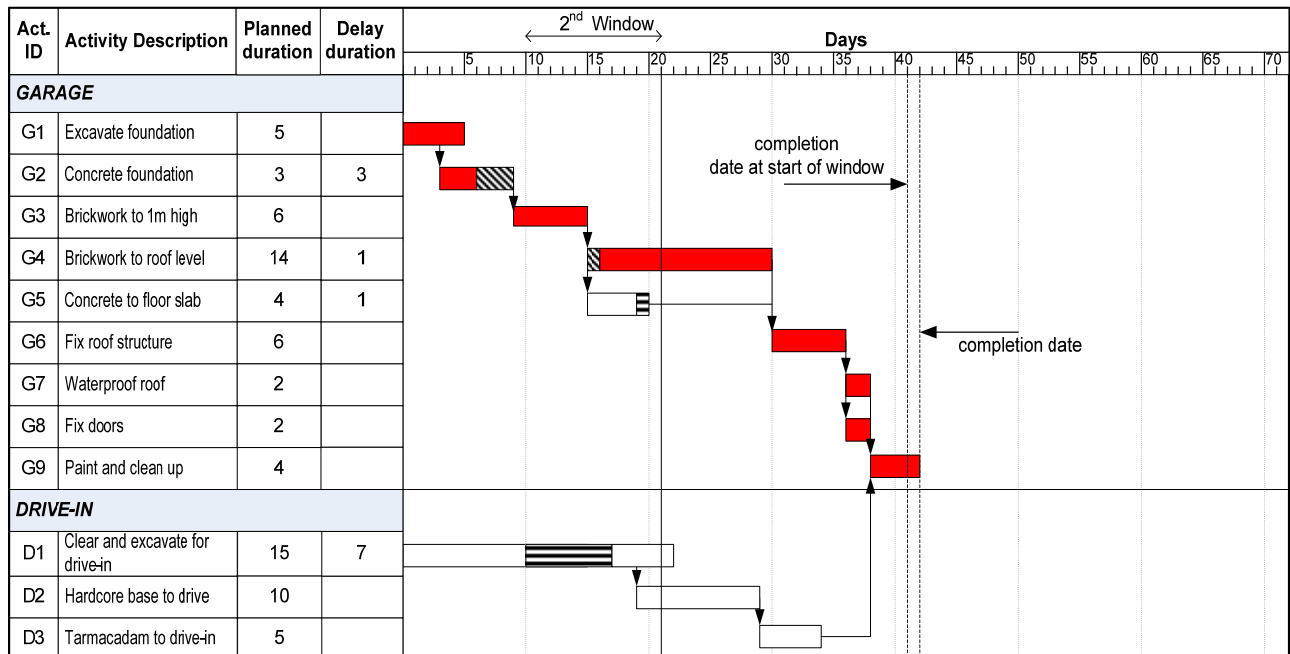 Act. ID Activity Description Planned duration Delay duration
2nd Window
Days
5 10 15 20 25 30 35 40 45 50 55 60 65 70
GARAGE
G1 Excavate foundation 5
completion
date at start of window
G2 Concrete foundation 3 3
G3 Brickwork to 1m high 6
G4 Brickwork to roof level 14 1
G5 Concrete to floor slab 4 1
G6 Fix roof structure 6
completion date
G7 Waterproof roof 2
G8 Fix doors 2
G9 Paint and clean up 4
DRIVE-IN
D1 Clear and excavate for drive-in 15 7
D2 Hardcore base to drive 10
D3 Tarmacadam to drive-in 5